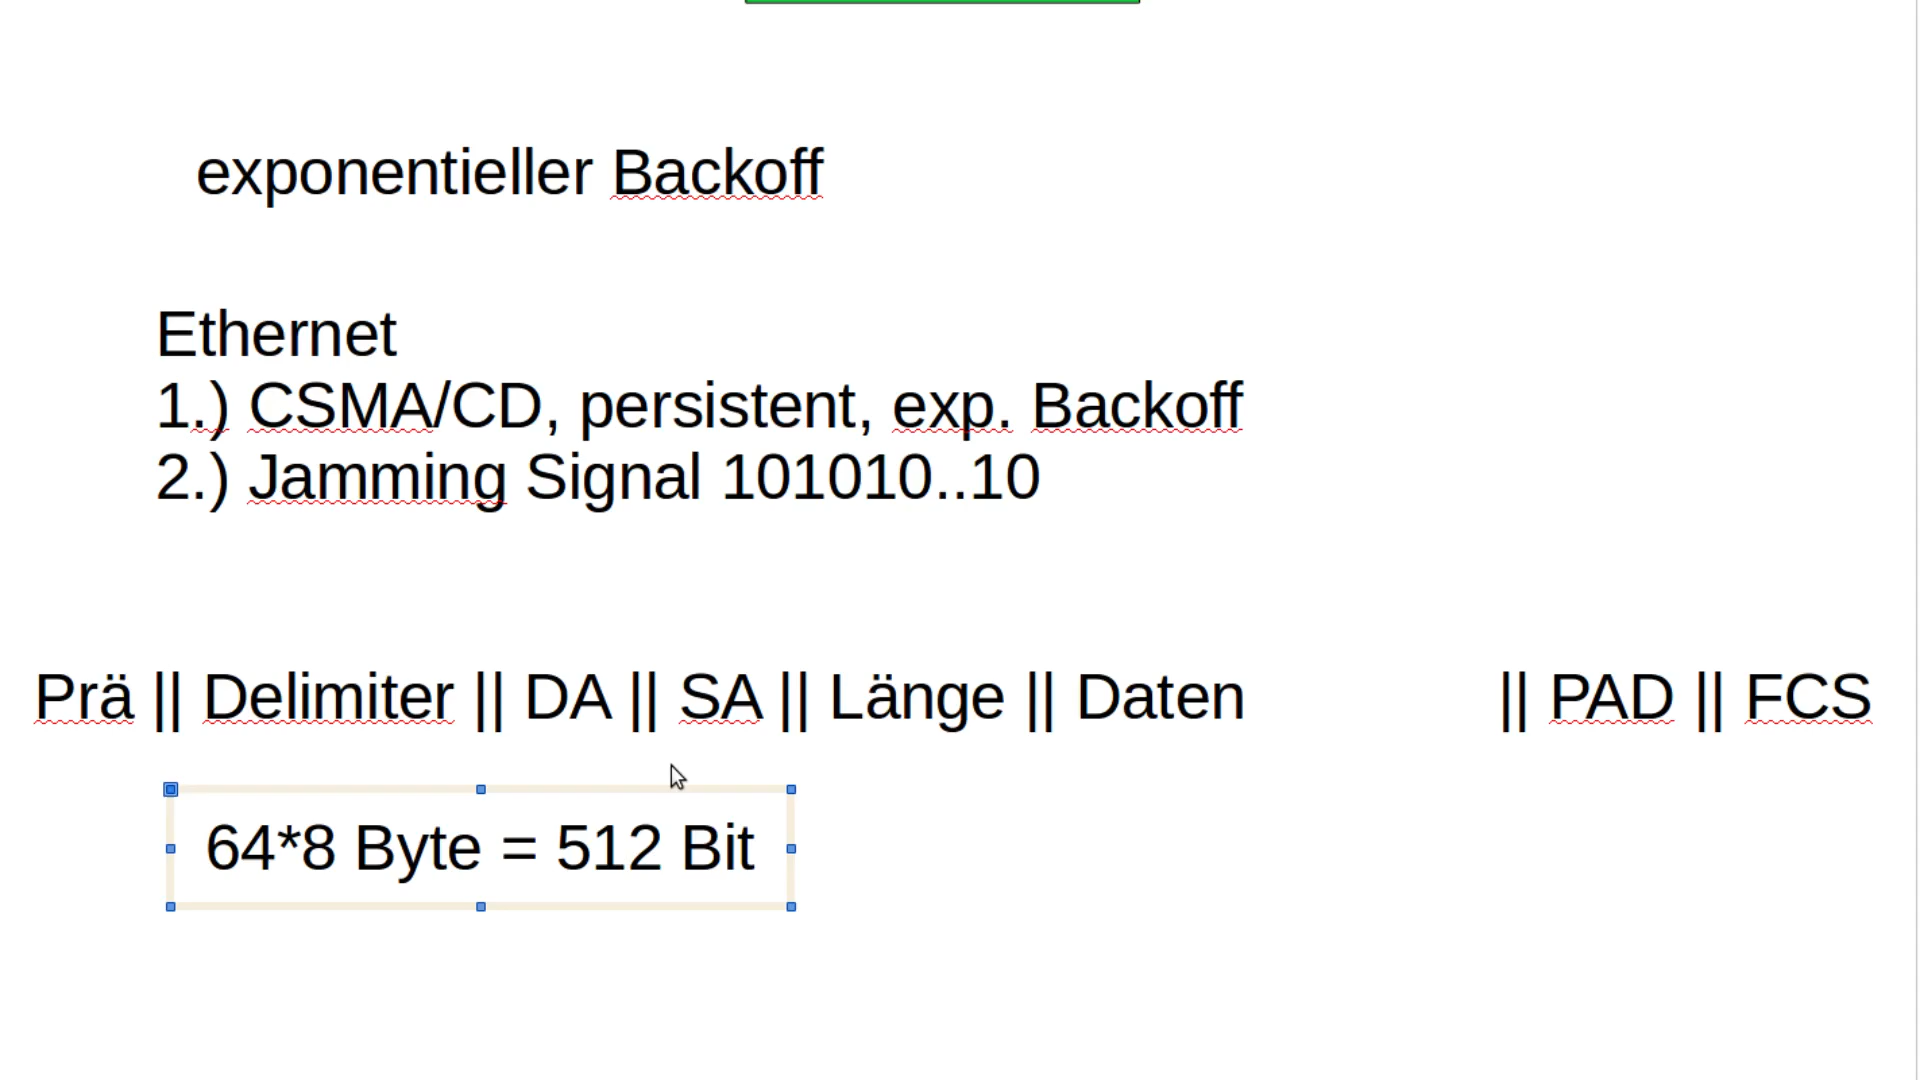 exponentieller Backoff
Ethernet
1.) CSMA/CD, persistent, exp. Backoff
2.) Jamming Signal 101010..10
Prä || Delimiter || DA || SA || Länge || Daten || PAD || FCS
64*8 Byte = 512 Bit